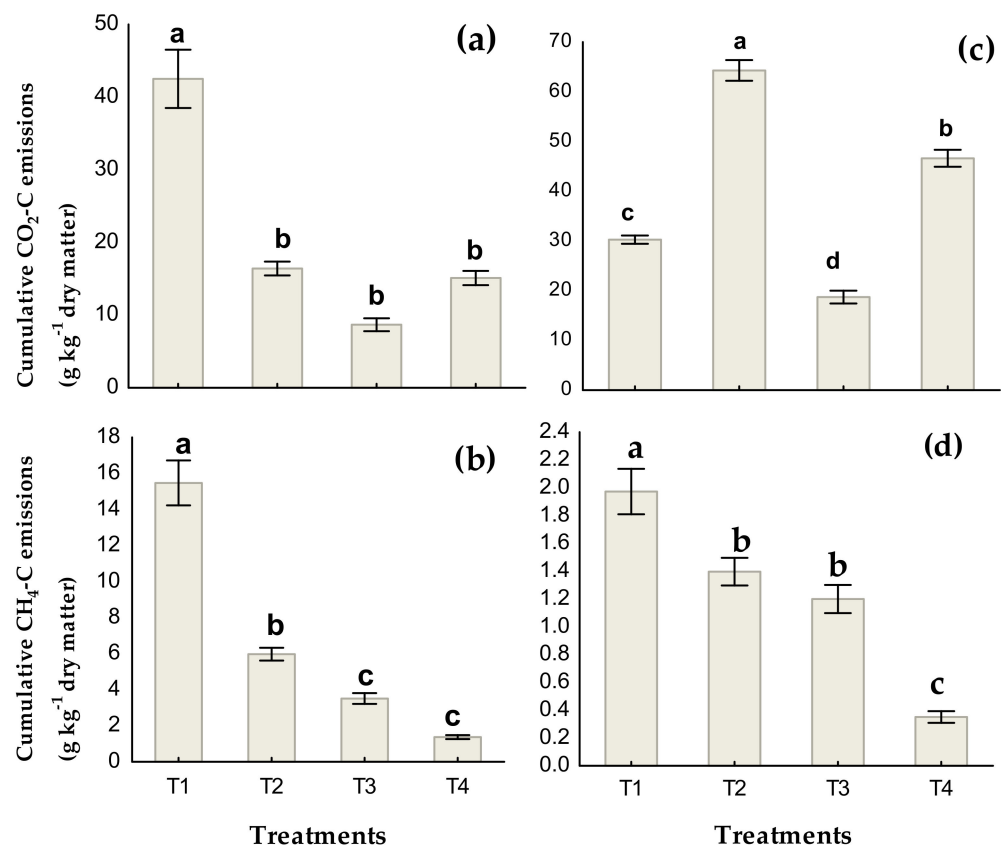 Cumulative CO₂-C emissions
(g kg⁻¹ dry matter)
50
40
30
20
10
0
a
b
b
b
(a)
70
60
50
40
30
20
10
0
c
a
d
b
(c)
Cumulative CH₄-C emissions
(g kg⁻¹ dry matter)
18
16
14
12
10
8
6
4
2
0
a
b
c
c
(b)
T1 T2 T3 T4
Treatments
2.4
2.2
2.0
1.8
1.6
1.4
1.2
1.0
0.8
0.6
0.4
0.2
0.0
a
b
b
c
(d)
T1 T2 T3 T4
Treatments